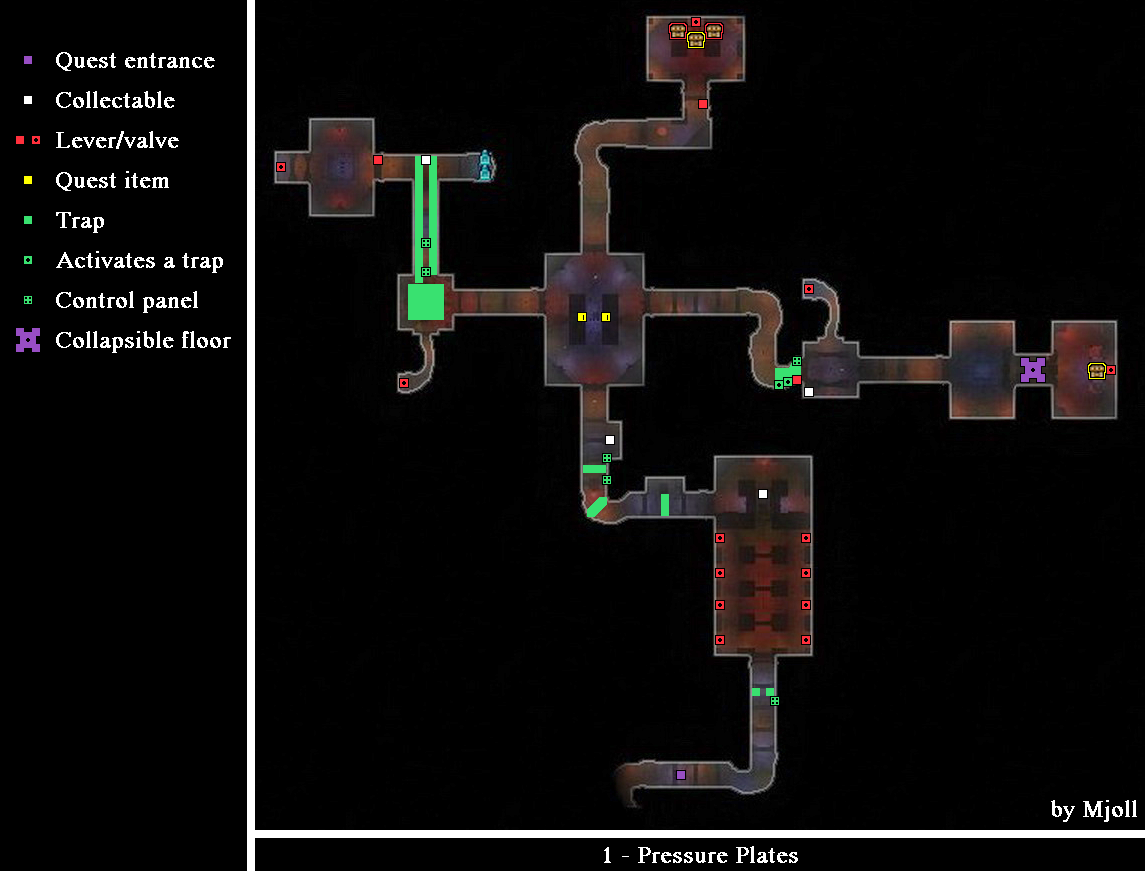 Quest entrance
Collectable
Lever/valve
Quest item
Trap
Activates a trap
Control panel
Collapsible floor
by Mjoll
1 - Pressure Plates